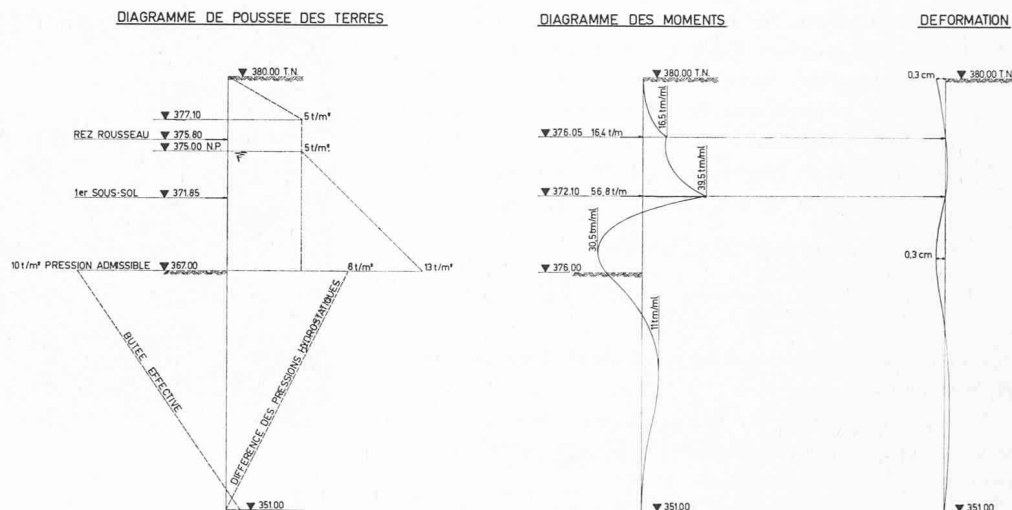 DIAGRAMME DE POUSSEE DES TERRES
380.00 T.N.
377.10
5 t/m²
REZ ROUSSEAU 375.80
375.00 N.P.
5 t/m²
1er SOUS-SOL 371.85
10 t/m² PRESSION ADMISSIBLE 367.00
8 t/m²
13 t/m²
BUTEE EFFECTIVE
DIFFERENCE DES PRESSIONS HYDROSTATIQUES
351.00
DIAGRAMME DES MOMENTS
380.00 T.N.
16,5 tm/ml
376.05 16,4 t/m
39,5 tm/ml
372.10 56,8 t/m
30,5 tm/ml
376,00
11 tm/ml
351.00
DEFORMATION
0,3 cm
380.00 T.N.
0,3 cm
351.00